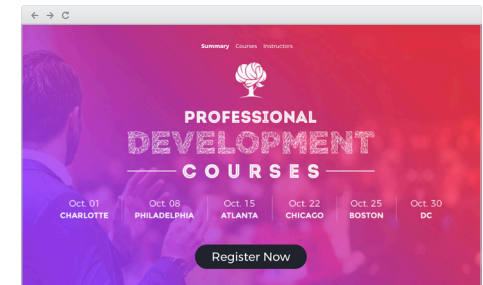 Summary Courses Instructors
PROFESSIONAL
DEVELOPMENT
COURSES
Oct. 01 Oct. 08 Oct. 15 Oct. 22 Oct. 25 Oct. 30
CHARLOTTE PHILADELPHIA ATLANTA CHICAGO BOSTON DC
Register Now